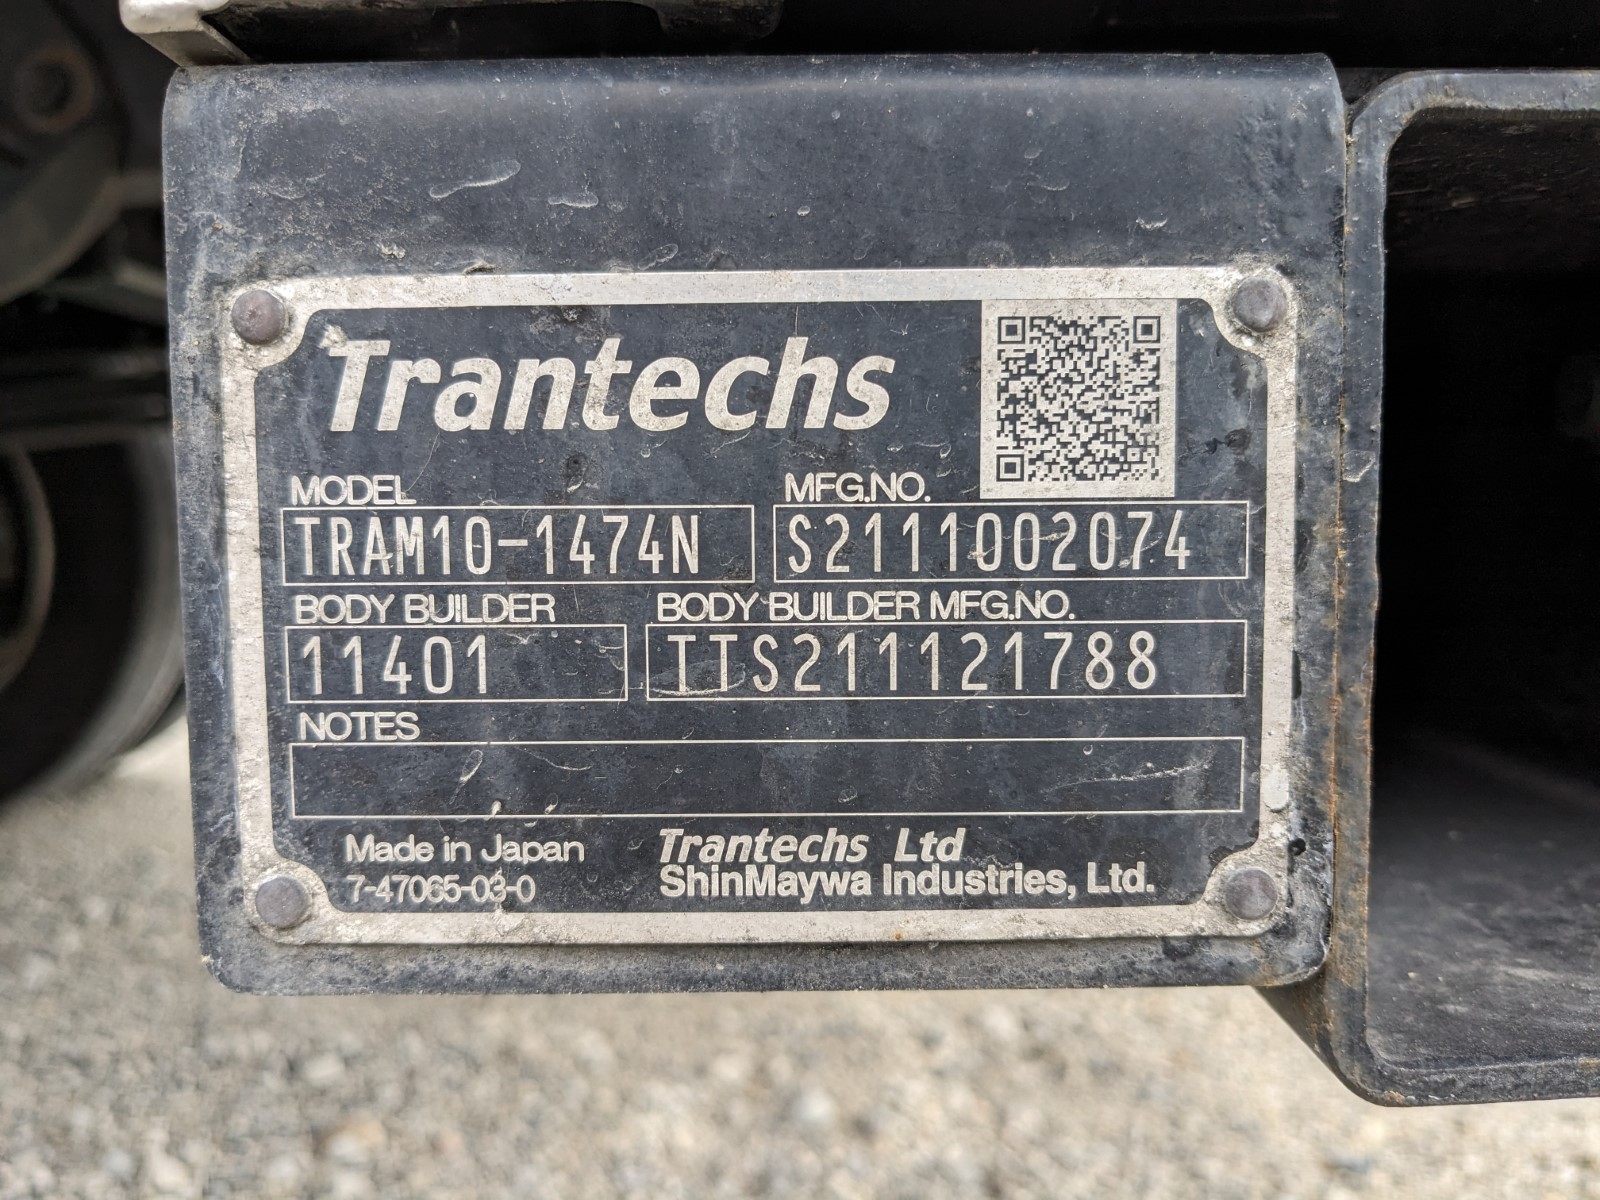 Trantechs
MODEL MFG.NO.
TRAM10-1474N S2111002074
BODY BUILDER BODY BUILDER MFG.NO.
11401 TTS211121788
NOTES
Made in Japan Trantechs Ltd
7-47065-03-0 ShinMaywa Industries, Ltd.